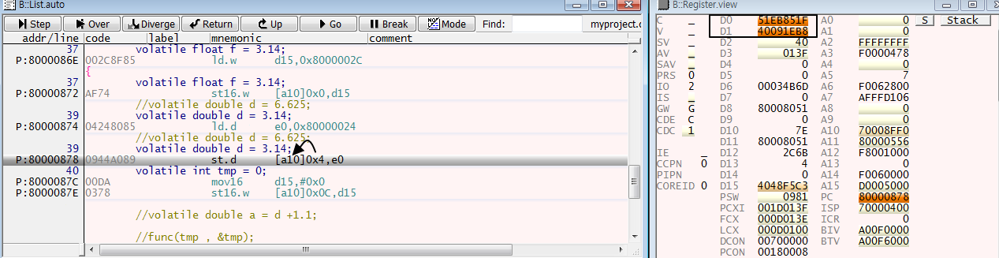 B::List.auto
Step Over Diverge Return Up Go Break Mode Find: myproject.c
addr/line code label mnemonic comment
37 volatile float f = 3.14;
P:8000086E 002C8F85 ld.w d15,0x8000002C
{
37 volatile float f = 3.14;
P:80000872 AF74 st16.w [a10]0x0,d15
//volatile double d = 6.625;
39 volatile double d = 3.14;
P:80000874 04248085 ld.d e0,0x80000024
//volatile double d = 6.625;
39 volatile double d = 3.14;
P:80000878 0944A089 st.d [a10]0x4,e0
40 volatile int tmp = 0;
P:8000087C 00DA mov16 d15,#0x0
P:8000087E 0378 st16.w [a10]0x0C,d15
//volatile double a = d +1.1;
//func(tmp , &tmp);
B::Register.view
C _ D0 51EB851F A0 0 S Stack
V _ D1 40091EB8 A1 0
SV _ D2 40 A2 FFFFFFFF
AV _ D3 013F A3 F0000478
SAV _ D4 0 A4 0
PRS 0 D5 0 A5 7
IO 2 D6 00034B6D A6 F0062800
IS _ D7 0 A7 AFFFD106
GW G D8 80008051 A8 0
CDE C D9 0 A9 0
CDC 1 D10 7E A10 70008FF0
D11 80008051 A11 80000556
IE _ D12 2C6B A12 F8001000
CCPN 0 D13 4 A13 0
PIPN _ D14 0 A14 F0060000
COREID 0 D15 4048F5C3 A15 D0005000
PSW 0981 PC 80000878
PCXI 001D013F ISP 70000400
FCX 000D013E ICR 0
LCX 000D0100 BIV A00F0000
DCON 00700000 BTV A00F6000
PCON 00180008